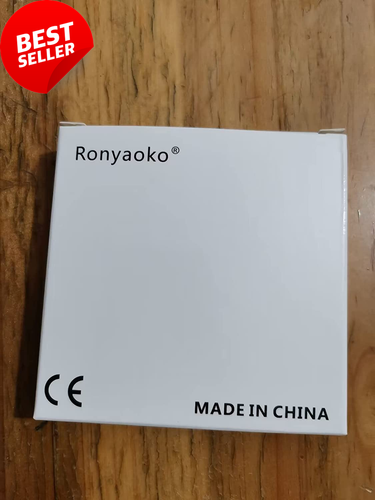 BEST
SELLER
Ronyaoko®
CE
MADE IN CHINA